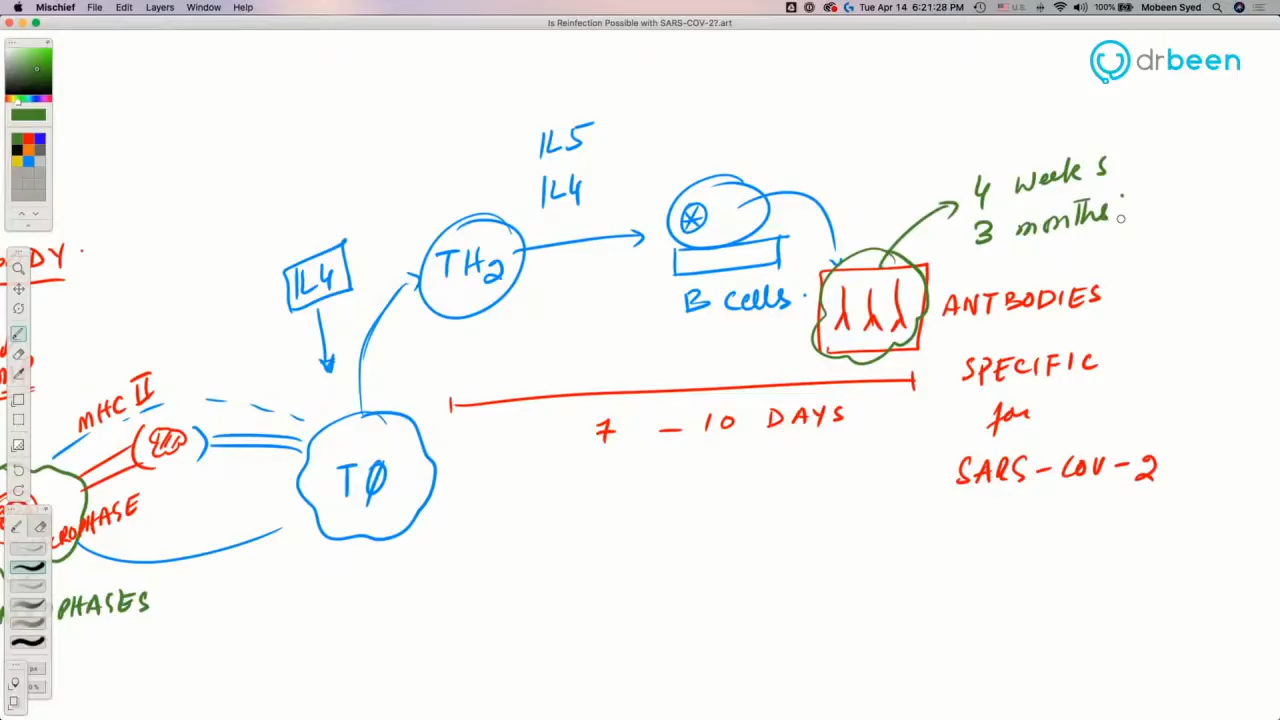 Mischief File Edit Layers Window Help
U.S. 100% Tue Apr 14 6:21:28 PM Mobeen Syed
Is Reinfection Possible with SARS-COV-2?.art
drbeen
IL5
IL4
4 weeks
3 months
TH2
IL4
B cells.
ANTBODIES
SPECIFIC
for
SARS-COV-2
7 - 10 DAYS
MHC II
TØ
PHASES